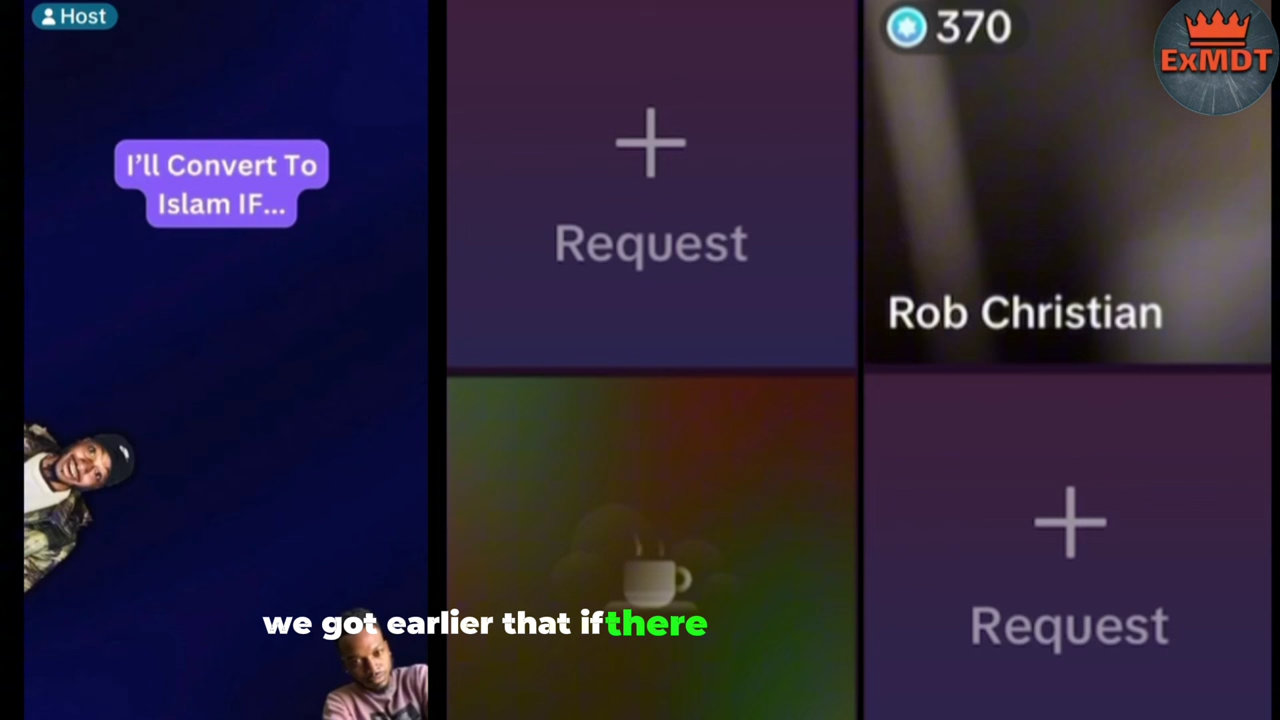 Host
I'll Convert To
Islam IF...
Request
370
ExMDT
Rob Christian
Request
we got earlier that if there